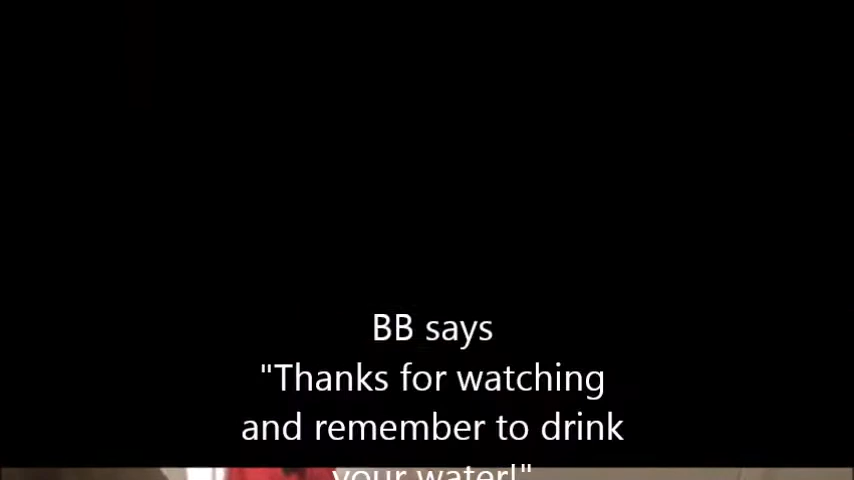 BB says
"Thanks for watching
and remember to drink
your water!"